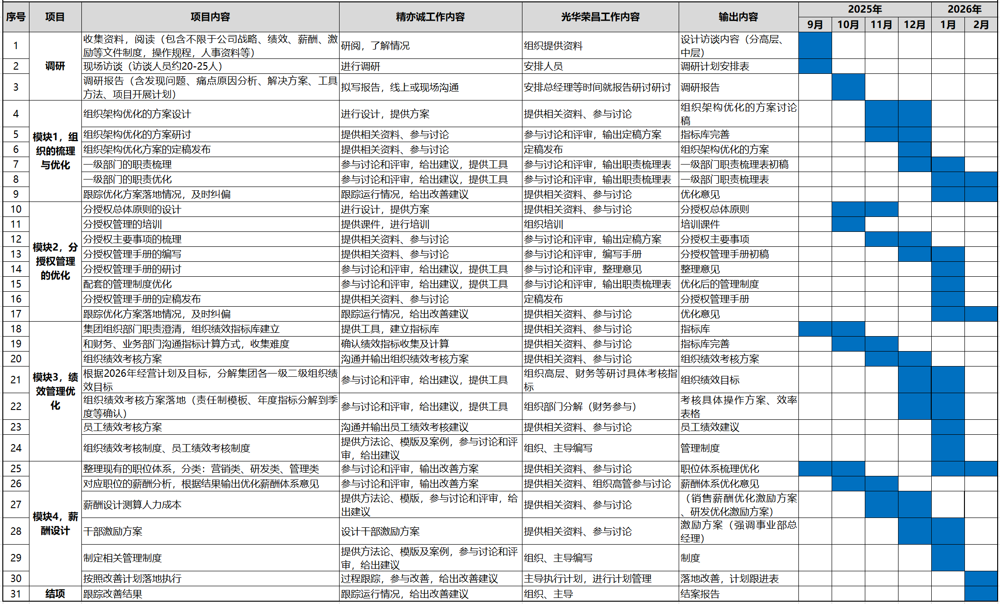 序号 项目 项目内容 精亦诚工作内容 光华荣昌工作内容 输出内容 2025年 2026年
9月 10月 11月 12月 1月 2月
1 调研 收集资料，阅读（包含不限于公司战略、绩效、薪酬、激励等文件制度，操作规程，人事资料等） 研阅，了解情况 组织提供资料 设计访谈内容（分高层、中层）
2 现场访谈（访谈人员约20-25人） 进行调研 安排人员 调研计划安排表
3 调研报告（含发现问题、痛点原因分析、解决方案、工具方法、项目开展计划） 拟写报告，线上或现场沟通 安排总经理等时间就报告研讨研讨 调研报告
4 模块1，组织的梳理与优化 组织架构优化的方案设计 进行设计，提供方案 提供相关资料、参与讨论 组织架构优化的方案讨论稿
5 组织架构优化的方案研讨 提供相关资料、参与讨论 参与讨论和评审，输出定稿方案 指标库完善
6 组织架构优化方案的定稿发布 提供相关资料、参与讨论 定稿发布 组织架构优化的方案
7 一级部门的职责梳理 参与讨论和评审，给出建议，提供工具 参与讨论和评审，输出职责梳理表 一级部门职责梳理表初稿
8 一级部门的职责优化 参与讨论和评审，给出建议，提供工具 参与讨论和评审，输出职责梳理表 一级部门职责梳理表
9 跟踪优化方案落地情况，及时纠偏 跟踪运行情况，给出改善建议 提供相关资料、参与讨论 优化意见
10 模块2，分授权管理的优化 分授权总体原则的设计 进行设计，提供方案 提供相关资料、参与讨论 分授权总体原则
11 分授权管理的培训 提供课件，进行培训 组织培训 培训课件
12 分授权主要事项的梳理 提供相关资料、参与讨论 参与讨论和评审，输出定稿方案 分授权主要事项
13 分授权管理手册的编写 提供相关资料、参与讨论 参与讨论和评审，编写手册 分授权管理手册初稿
14 分授权管理手册的研讨 参与讨论和评审，给出建议，提供工具 参与讨论和评审，整理意见 整理意见
15 配套的管理制度优化 参与讨论和评审，给出建议，提供工具 参与讨论和评审，输出职责梳理表 优化后的管理制度
16 分授权管理手册的定稿发布 提供相关资料、参与讨论 定稿发布 分授权管理手册
17 跟踪优化方案落地情况，及时纠偏 跟踪运行情况，给出改善建议 提供相关资料、参与讨论 优化意见
18 模块3，绩效管理优化 集团组织部门职责澄清，组织绩效指标库建立 提供工具，建立指标库 提供相关资料、参与讨论 指标库
19 和财务、业务部门沟通指标计算方式，收集难度 确认绩效指标收集及计算 提供相关资料、参与讨论 指标库完善
20 组织绩效考核方案 沟通并输出组织绩效考核方案 提供相关资料、参与讨论 组织绩效考核方案
21 根据2026年经营计划及目标，分解集团各一级二级组织绩效目标 参与讨论和评审，给出建议，提供工具 组织高层、财务等研讨具体考核指标 组织绩效目标
22 组织绩效考核方案落地（责任制模板、年度指标分解到季度等确认） 参与讨论和评审，给出建议，提供工具 组织部门分解（财务参与） 考核具体操作方案、效率表格
23 员工绩效考核方案 沟通并输出员工绩效考核建议 提供相关资料、参与讨论 员工绩效建议
24 组织绩效考核制度、员工绩效考核制度 提供方法论、模版及案例，参与讨论和评审，给出建议 组织、主导编写 管理制度
25 模块4，薪酬设计 整理现有的职位体系，分类：营销类、研发类、管理类 参与讨论和评审，输出改善方案 提供相关资料、参与讨论 职位体系梳理优化
26 对应职位的薪酬分析，根据结果输出优化薪酬体系意见 参与讨论和评审，输出改善方案 提供相关资料、组织高管参与讨论 薪酬体系优化意见
27 薪酬设计测算人力成本 提供方法论、模版，参与讨论和评审，给出建议 提供相关资料、参与讨论 （销售薪酬优化激励方案、研发优化激励方案）
28 干部激励方案 设计干部激励方案 提供相关资料、参与讨论 激励方案（强调事业部总经理）
29 制定相关管理制度 提供方法论、模版及案例，参与讨论和评审，给出建议 组织、主导编写 制度
30 按照改善计划落地执行 过程跟踪，参与改善，给出改善建议 主导执行计划，进行计划管理 落地改善，计划跟进表
31 结项 跟踪改善结果 跟踪运行情况，给出改善建议 组织、主导 结案报告